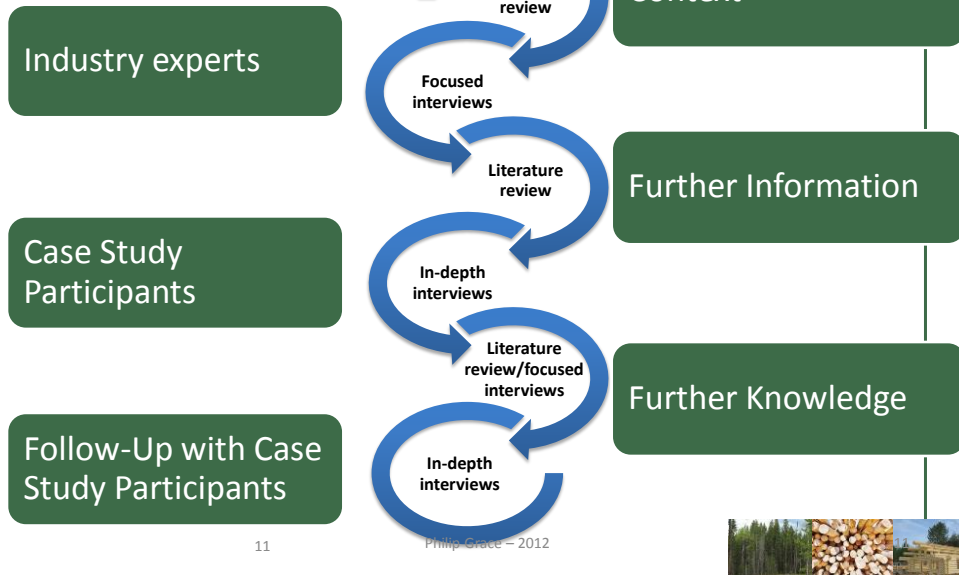 review
Industry experts
Focused
interviews
Literature
review
Further Information
Case Study
Participants
In-depth
interviews
Literature
review/focused
interviews
Further Knowledge
Follow-Up with Case
Study Participants
In-depth
interviews
11
Philip Grace – 2012